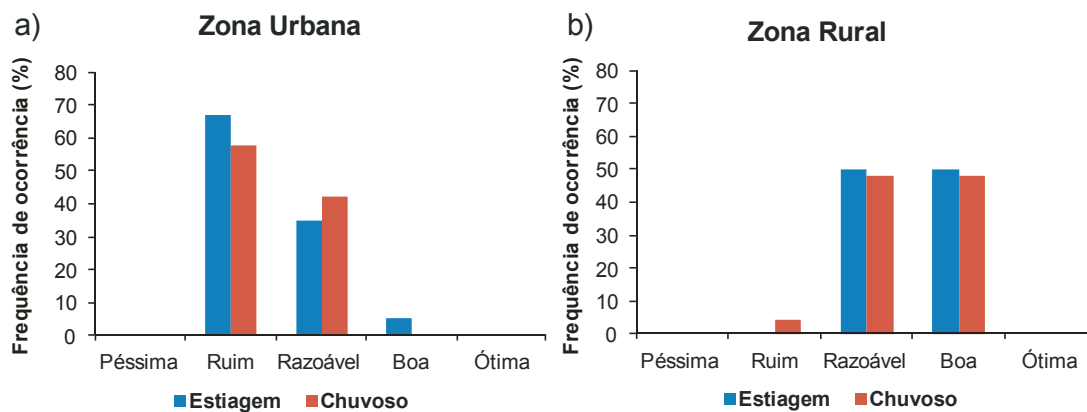 a)
Zona Urbana
Frequência de ocorrência (%)
80
70
60
50
40
30
20
10
0
Péssima Ruim Razoável Boa Ótima
Estiagem Chuvoso
b)
Zona Rural
Frequência de ocorrência (%)
80
70
60
50
40
30
20
10
0
Péssima Ruim Razoável Boa Ótima
Estiagem Chuvoso